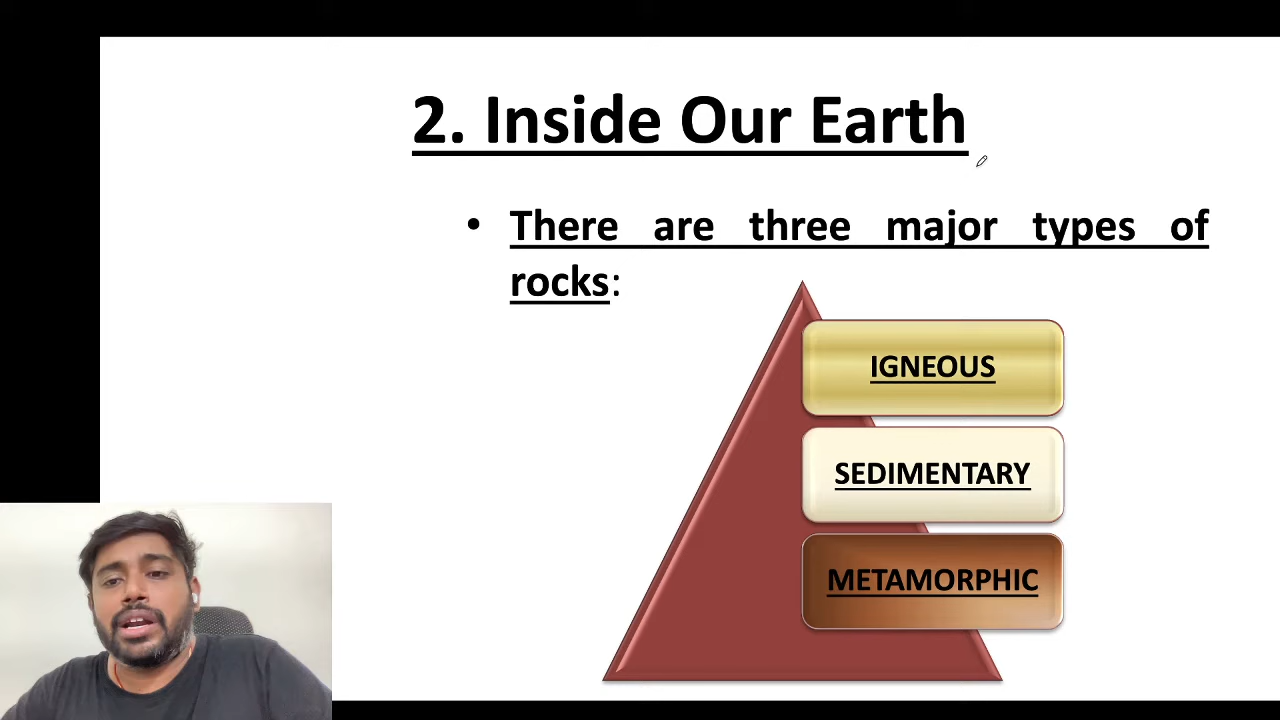 2. Inside Our Earth
• There are three major types of
rocks:
IGNEOUS
SEDIMENTARY
METAMORPHIC